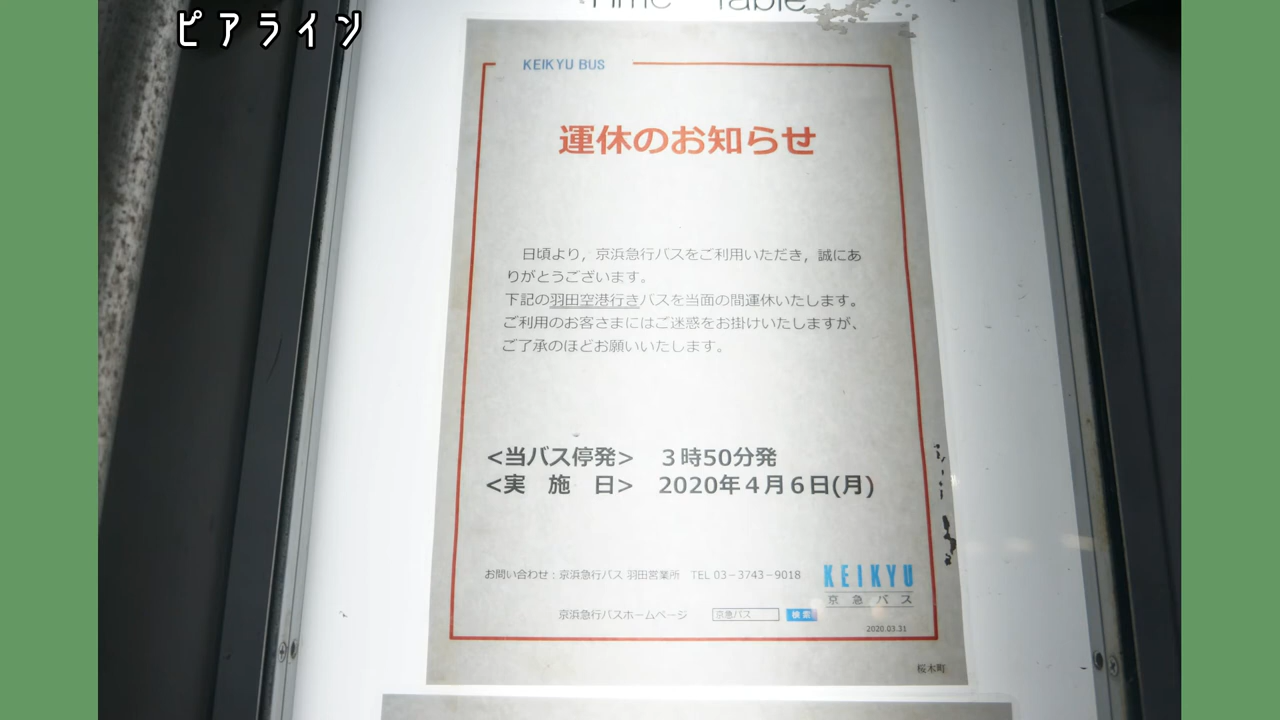 ピアライン
Time Table
KEIKYU BUS
運休のお知らせ
日頃より，京浜急行バスをご利用いただき，誠にあ
りがとうございます。
下記の羽田空港行きバスを当面の間運休いたします。
ご利用のお客さまにはご迷惑をお掛けいたしますが、
ご了承のほどお願いいたします。
<当バス停発>　３時50分発
<実　施　日>　2020年４月６日(月)
お問い合わせ：京浜急行バス 羽田営業所　TEL 03－3743－9018
KEIKYU
京急バス
京浜急行バスホームページ　京急バス　検索
2020.03.31
桜木町